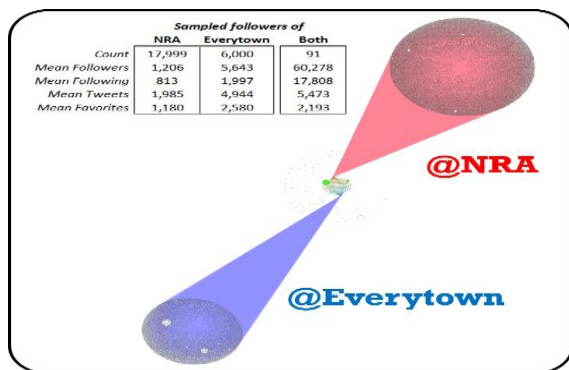 Sampled followers of
NRA Everytown Both
Count 17,999 6,000 91
Mean Followers 1,206 5,643 60,278
Mean Following 813 1,997 17,808
Mean Tweets 1,985 4,944 5,473
Mean Favorites 1,180 2,580 2,193
@NRA
@Everytown